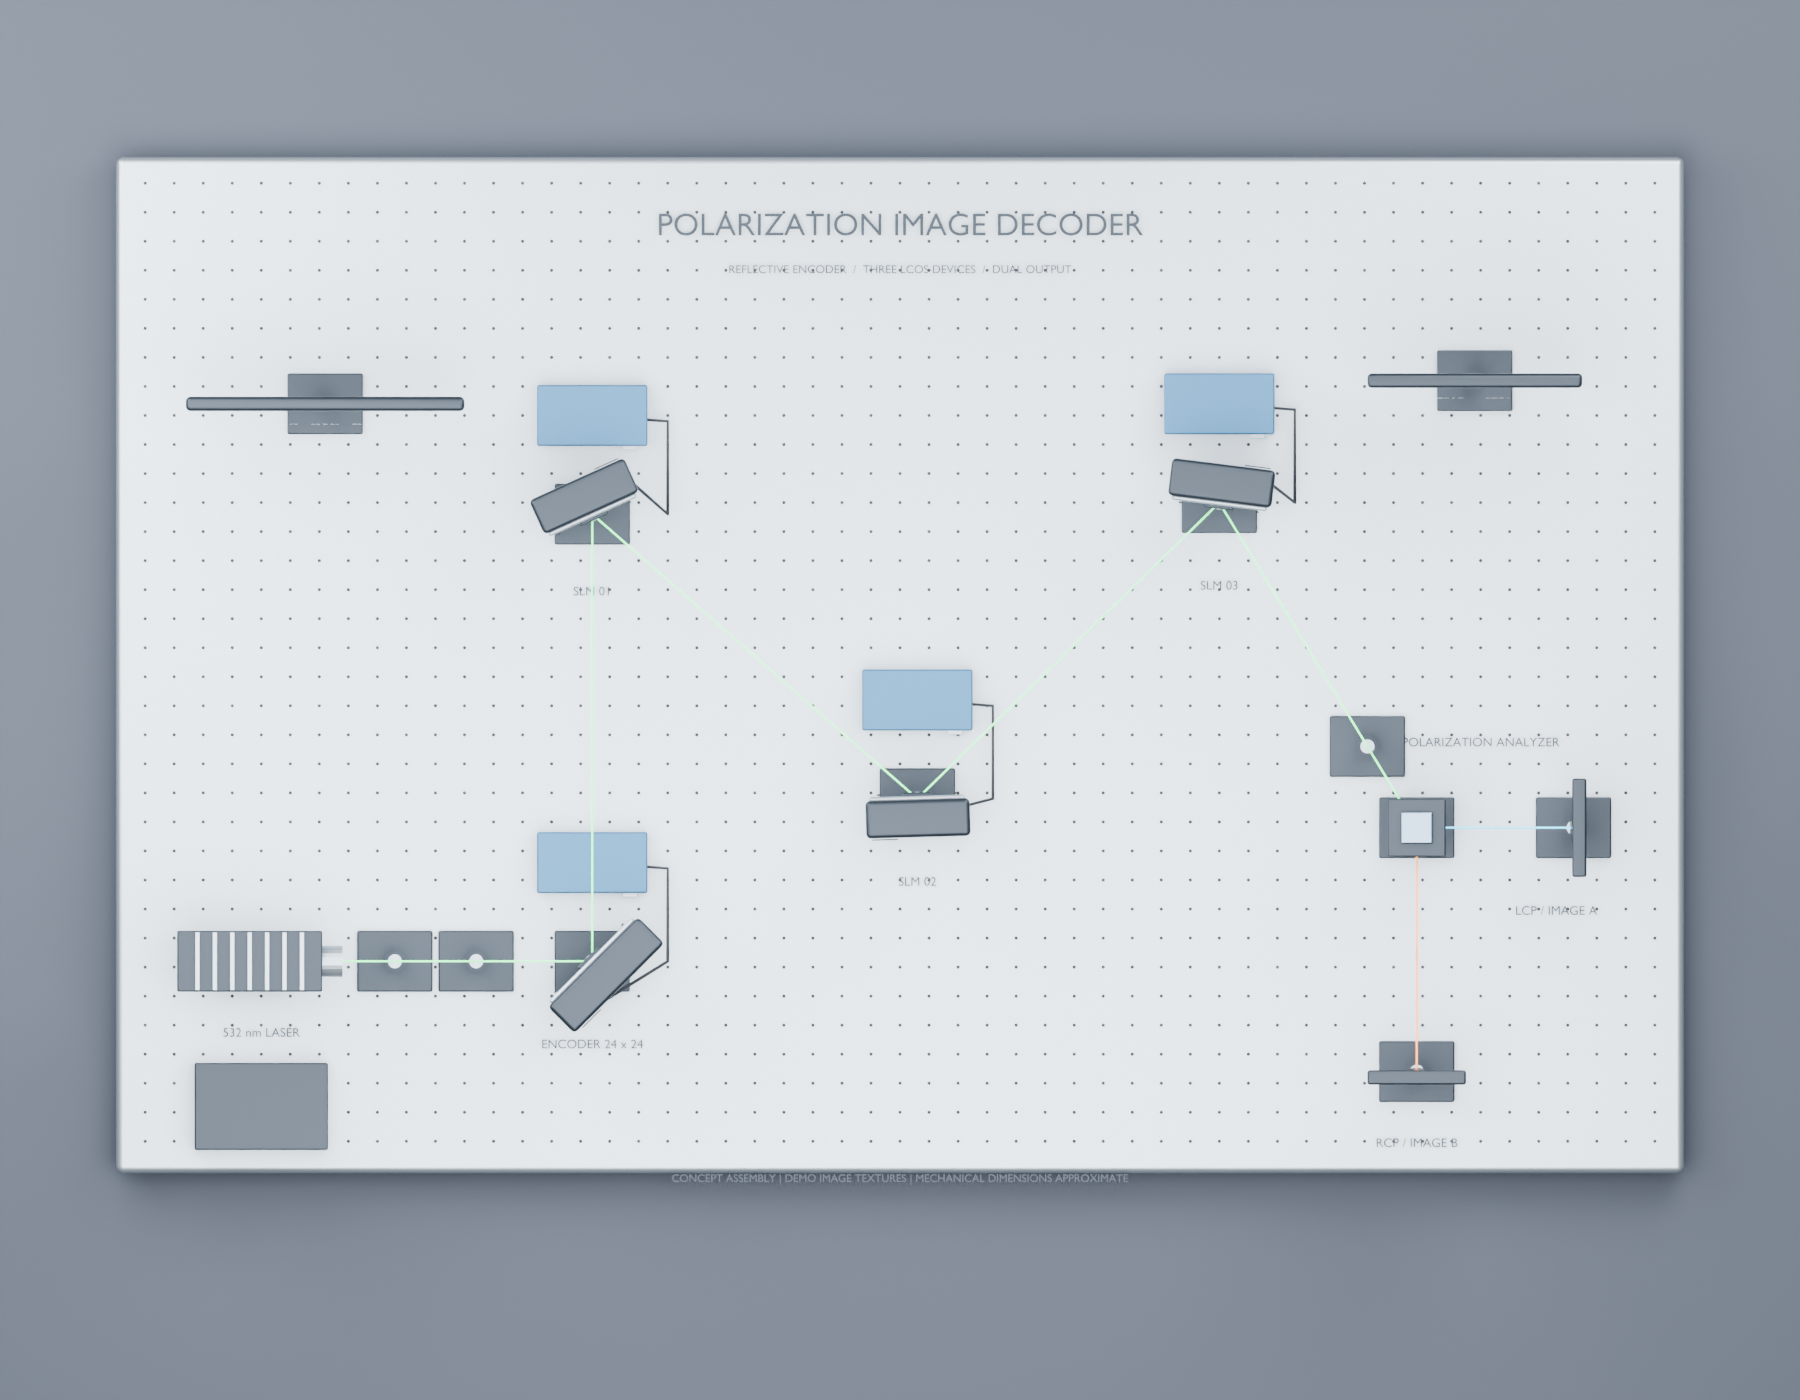 POLARIZATION IMAGE DECODER
REFLECTIVE ENCODER / THREE LCOS DEVICES / DUAL OUTPUT
SLM 01
SLM 03
POLARIZATION ANALYZER
SLM 02
LCP / IMAGE A
532 nm LASER
ENCODER 24 x 24
RCP / IMAGE B
CONCEPT ASSEMBLY | DEMO IMAGE TEXTURES | MECHANICAL DIMENSIONS APPROXIMATE